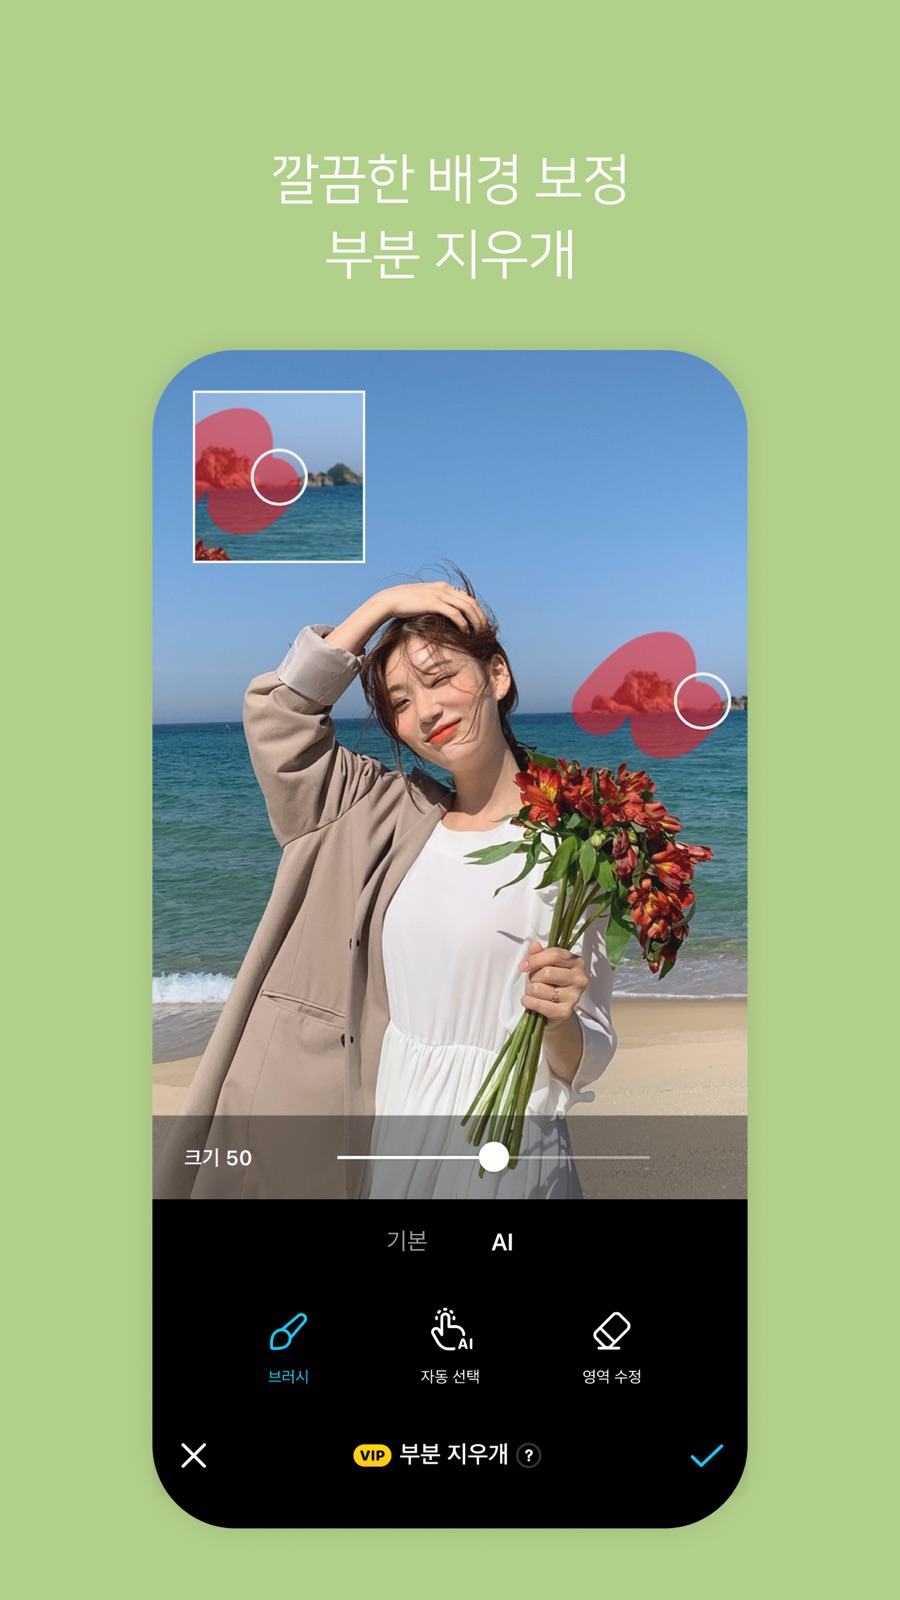 깔끔한 배경 보정
부분 지우개
크기 50
기본 AI
AI
브러시 자동 선택 영역 수정
VIP 부분 지우개 ?